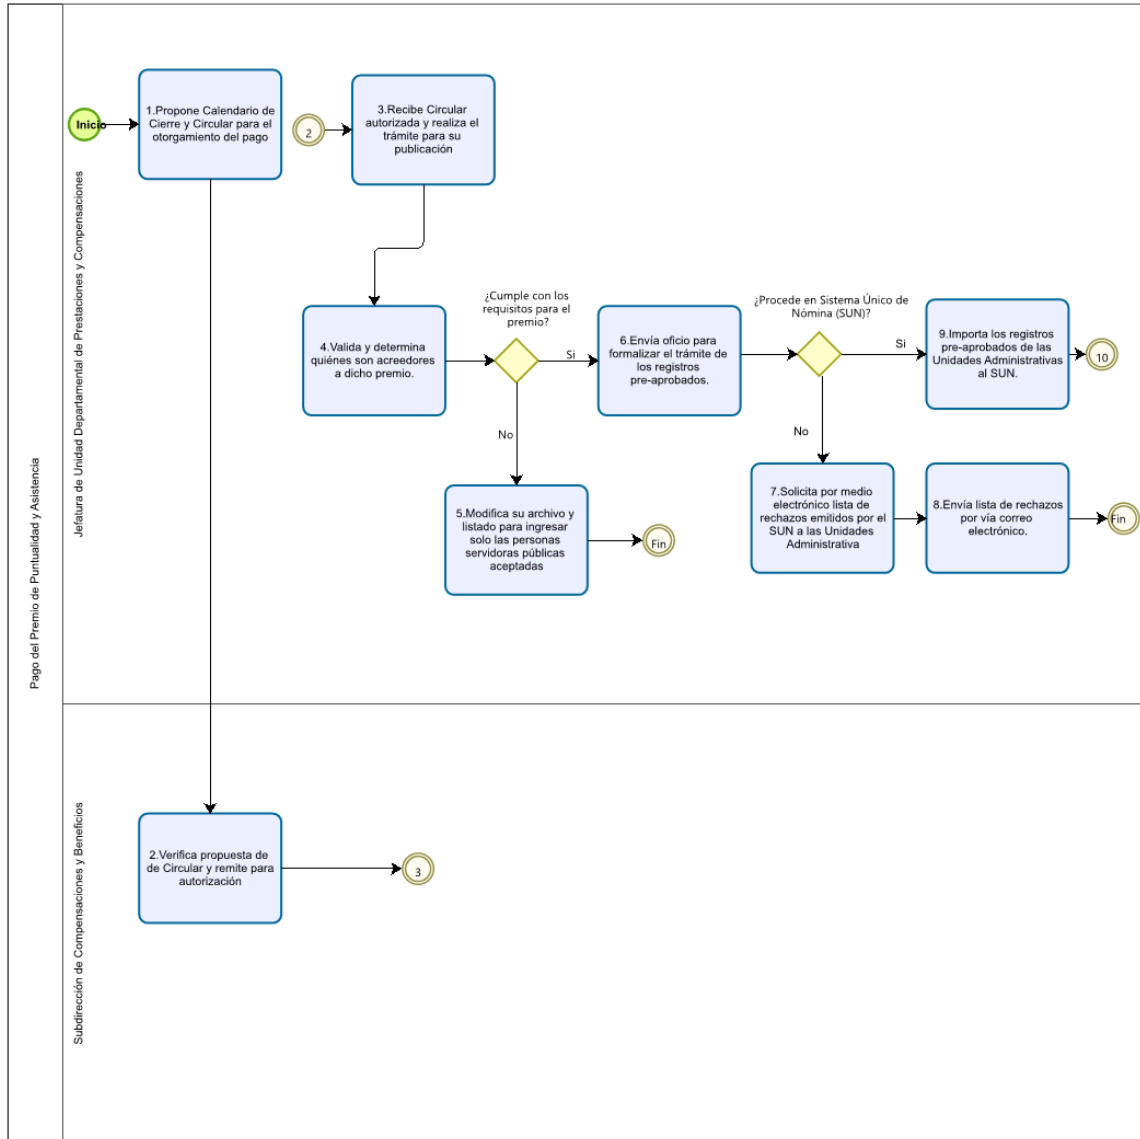 Pago del Premio de Puntualidad y Asistencia
Jefatura de Unidad Departamental de Prestaciones y Compensaciones
Inicio
1.Propone Calendario de
Cierre y Circular para el
otorgamiento del pago
2
3.Recibe Circular
autorizada y realiza el
trámite para su
publicación
4.Valida y determina
quiénes son acreedores
a dicho premio.
¿Cumple con los
requisitos para el
premio?
Si
No
5.Modifica su archivo y
listado para ingresar
solo las personas
servidoras públicas
aceptadas
Fin
6.Envía oficio para
formalizar el trámite de
los registros
pre-aprobados.
¿Procede en Sistema Único de
Nómina (SUN)?
Si
No
7.Solicita por medio
electrónico lista de
rechazos emitidos por el
SUN a las Unidades
Administrativa
8.Envía lista de rechazos
por vía correo
electrónico.
Fin
9.Importa los registros
pre-aprobados de las
Unidades Administrativas
al SUN.
10
Subdirección de Compensaciones y Beneficios
2.Verifica propuesta de
de Circular y remite para
autorización
3